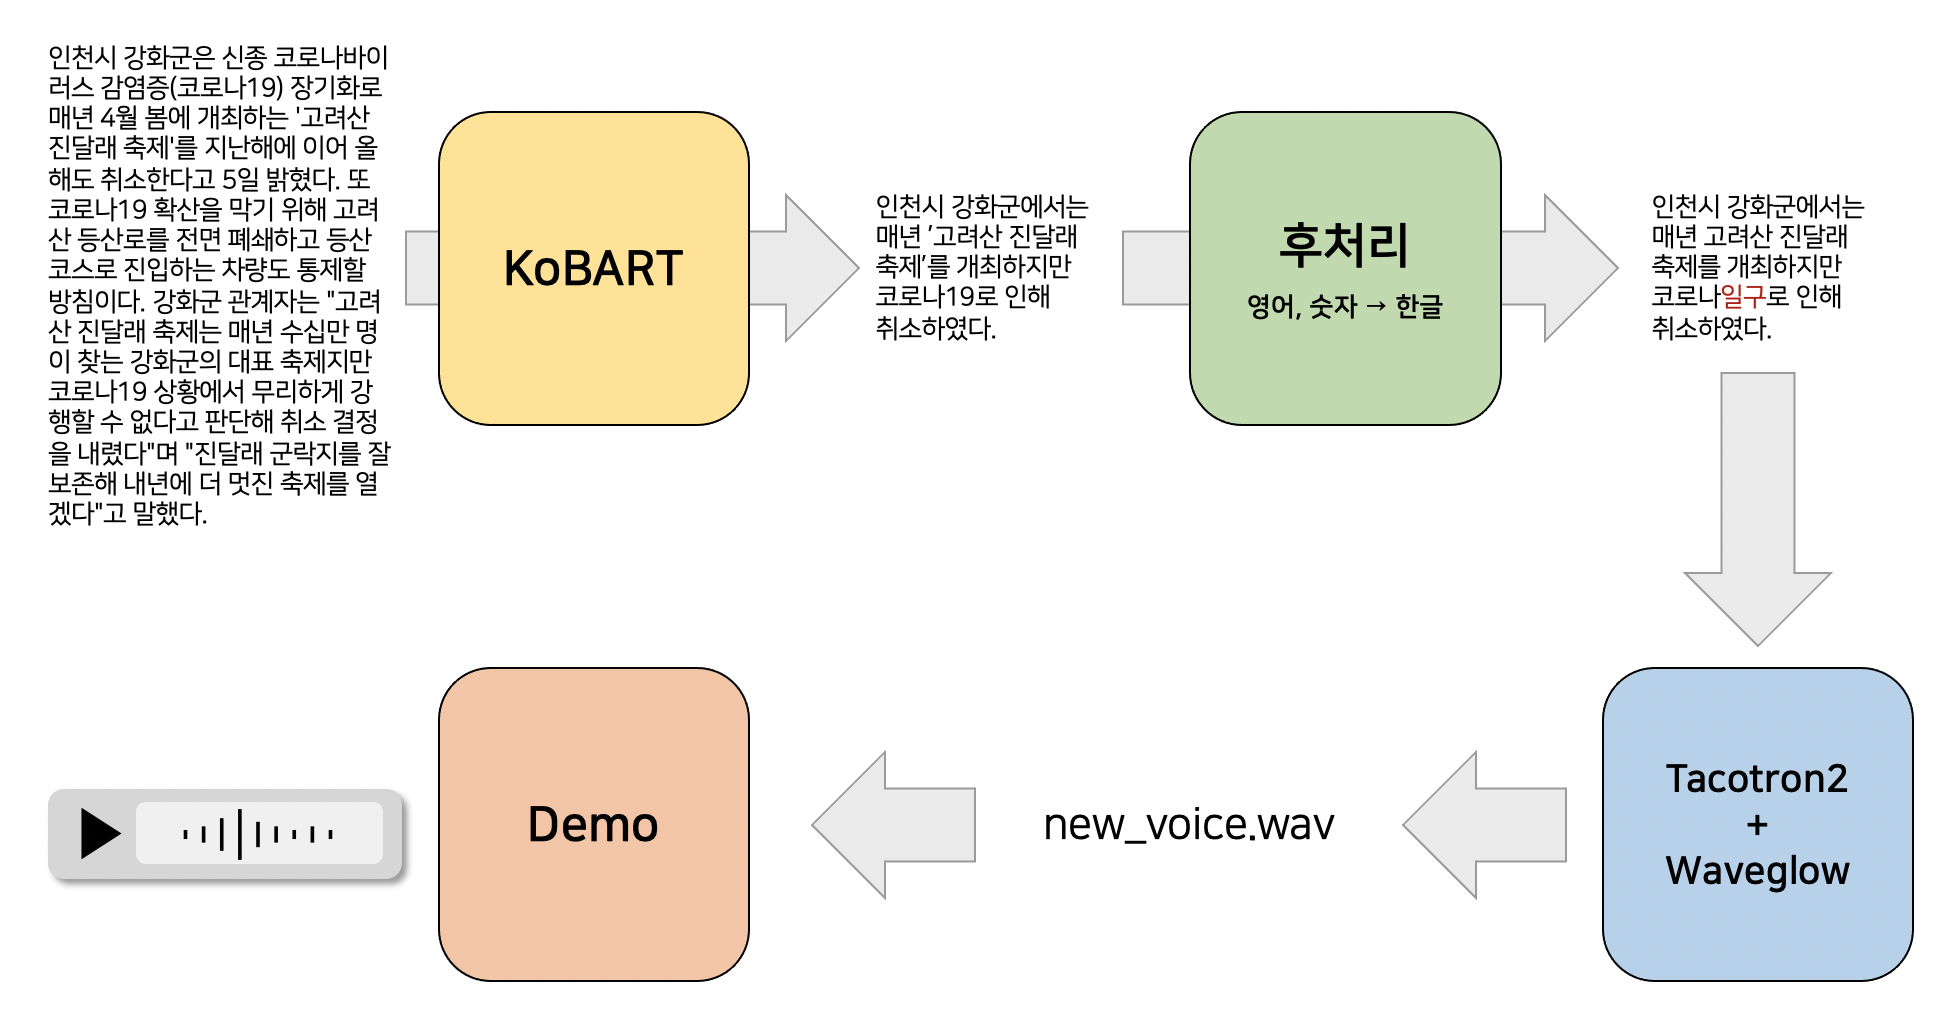 인천시 강화군은 신종 코로나바이
러스 감염증(코로나19) 장기화로
매년 4월 봄에 개최하는 '고려산
진달래 축제'를 지난해에 이어 올
해도 취소한다고 5일 밝혔다. 또
코로나19 확산을 막기 위해 고려
산 등산로를 전면 폐쇄하고 등산
코스로 진입하는 차량도 통제할
방침이다. 강화군 관계자는 "고려
산 진달래 축제는 매년 수십만 명
이 찾는 강화군의 대표 축제지만
코로나19 상황에서 무리하게 강
행할 수 없다고 판단해 취소 결정
을 내렸다"며 "진달래 군락지를 잘
보존해 내년에 더 멋진 축제를 열
겠다"고 말했다.
KoBART
인천시 강화군에서는
매년 '고려산 진달래
축제'를 개최하지만
코로나19로 인해
취소하였다.
후처리
영어, 숫자 → 한글
인천시 강화군에서는
매년 고려산 진달래
축제를 개최하지만
코로나일구로 인해
취소하였다.
Tacotron2
+
Waveglow
new_voice.wav
Demo